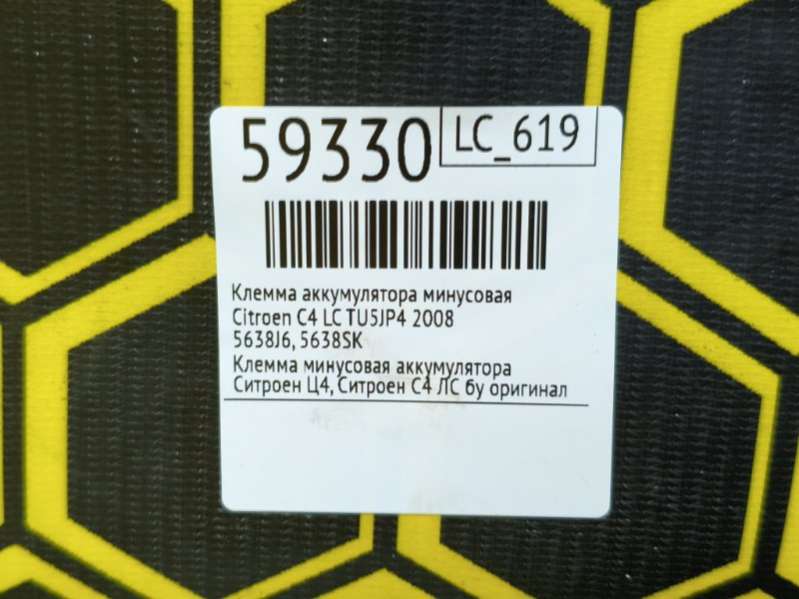 59330
LC_619
Клемма аккумулятора минусовая
Citroen C4 LC TU5JP4 2008
5638J6, 5638SK
Клемма минусовая аккумулятора
Ситроен Ц4, Ситроен С4 ЛС бу оригинал